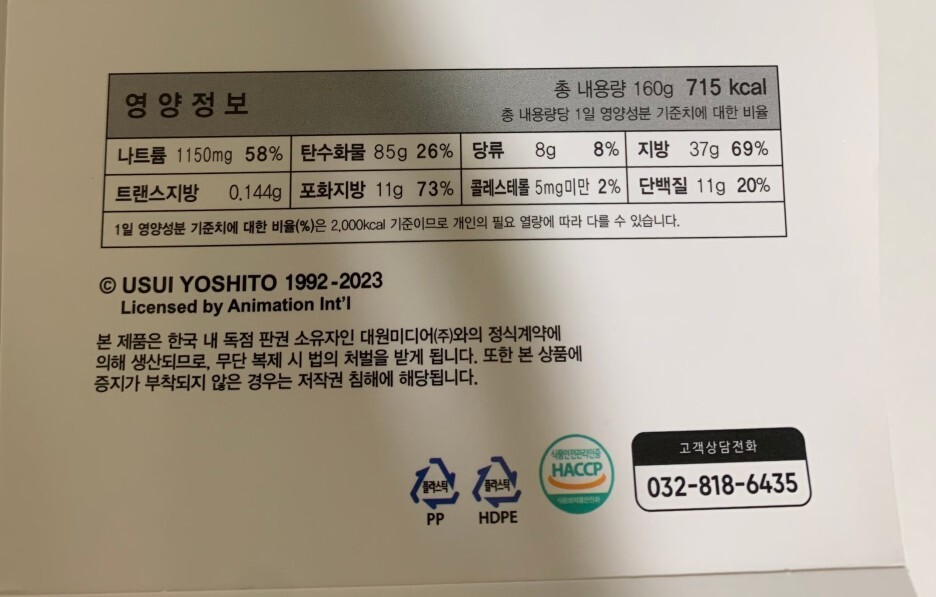 영양정보
총 내용량 160g 715 kcal
총 내용량당 1일 영양성분 기준치에 대한 비율
나트륨 1150mg 58% 탄수화물 85g 26% 당류 8g 8% 지방 37g 69%
트랜스지방 0.144g 포화지방 11g 73% 콜레스테롤 5mg미만 2% 단백질 11g 20%
1일 영양성분 기준치에 대한 비율(%)은 2,000kcal 기준이므로 개인의 필요 열량에 따라 다를 수 있습니다.
© USUI YOSHITO 1992-2023
Licensed by Animation Int'l
본 제품은 한국 내 독점 판권 소유자인 대원미디어(주)와의 정식계약에
의해 생산되므로, 무단 복제 시 법의 처벌을 받게 됩니다. 또한 본 상품에
증지가 부착되지 않은 경우는 저작권 침해에 해당됩니다.
플라스틱 플라스틱
PP HDPE
식품안전관리인증
HACCP
고객상담전화
032-818-6435